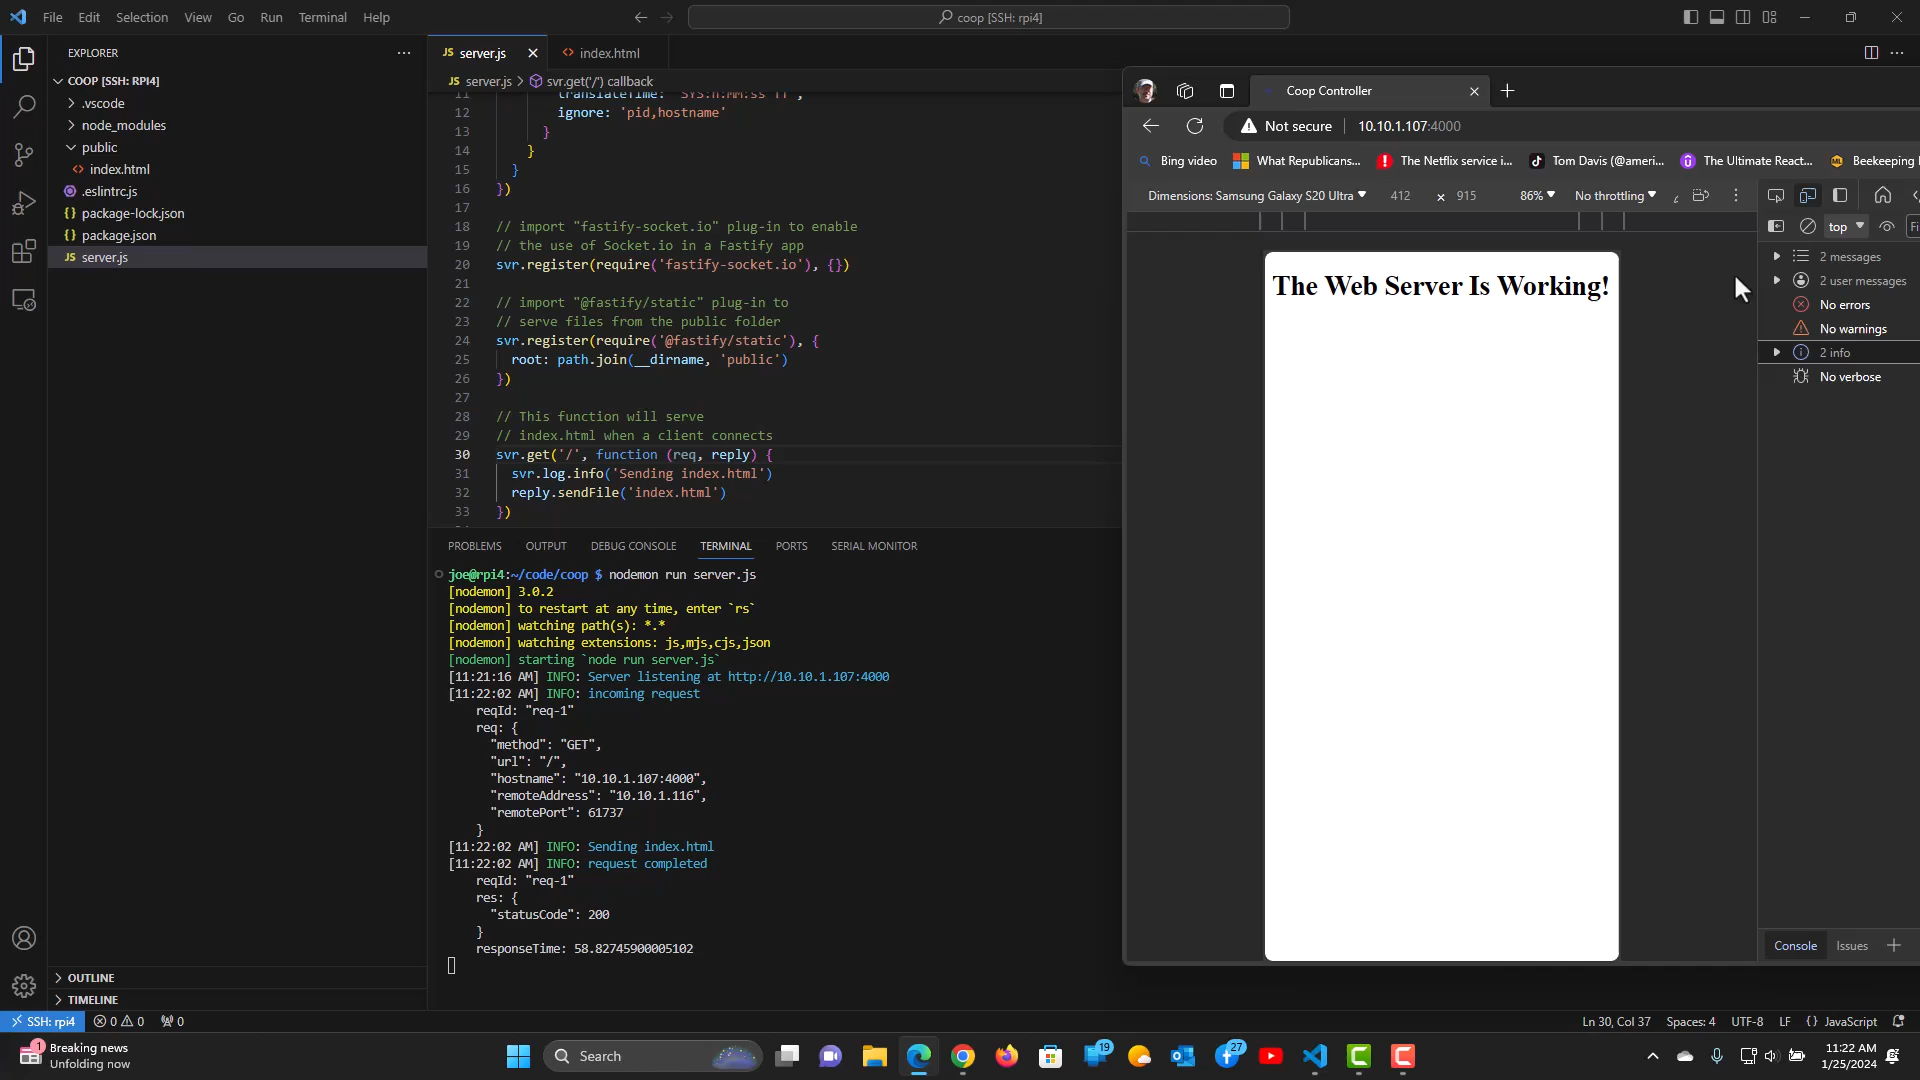 File Edit Selection View Go Run Terminal Help
coop [SSH: rpi4]
EXPLORER
COOP [SSH: RPI4]
.vscode
node_modules
public
index.html
.eslintrc.js
package-lock.json
package.json
server.js
OUTLINE
TIMELINE
server.js
index.html
server.js > svr.get('/') callback
12 ignore: 'pid,hostname'
13 }
14 }
15 }
16 })
17
18 // import "fastify-socket.io" plug-in to enable
19 // the use of Socket.io in a Fastify app
20 svr.register(require('fastify-socket.io'), {})
21
22 // import "@fastify/static" plug-in to
23 // serve files from the public folder
24 svr.register(require('@fastify/static'), {
25 root: path.join(__dirname, 'public')
26 })
27
28 // This function will serve
29 // index.html when a client connects
30 svr.get('/', function (req, reply) {
31 svr.log.info('Sending index.html')
32 reply.sendFile('index.html')
33 })
PROBLEMS OUTPUT DEBUG CONSOLE TERMINAL PORTS SERIAL MONITOR
joe@rpi4:~/code/coop $ nodemon run server.js
[nodemon] 3.0.2
[nodemon] to restart at any time, enter `rs`
[nodemon] watching path(s): *.*
[nodemon] watching extensions: js,mjs,cjs,json
[nodemon] starting `node run server.js`
[11:21:16 AM] INFO: Server listening at http://10.10.1.107:4000
[11:22:02 AM] INFO: incoming request
reqId: "req-1"
req: {
"method": "GET",
"url": "/",
"hostname": "10.10.1.107:4000",
"remoteAddress": "10.10.1.116",
"remotePort": 61737
}
[11:22:02 AM] INFO: Sending index.html
[11:22:02 AM] INFO: request completed
reqId: "req-1"
res: {
"statusCode": 200
}
responseTime: 58.82745900005102
Coop Controller
Not secure 10.10.1.107:4000
Bing video What Republicans... The Netflix service i... Tom Davis (@ameri... The Ultimate React... Beekeeping
Dimensions: Samsung Galaxy S20 Ultra 412 × 915 86% No throttling
top
The Web Server Is Working!
2 messages
2 user messages
No errors
No warnings
2 info
No verbose
Console Issues
SSH: rpi4 0 0 0
Ln 30, Col 37 Spaces: 4 UTF-8 LF {} JavaScript
1
Breaking news
Unfolding now
Search
19
27
11:22 AM
1/25/2024